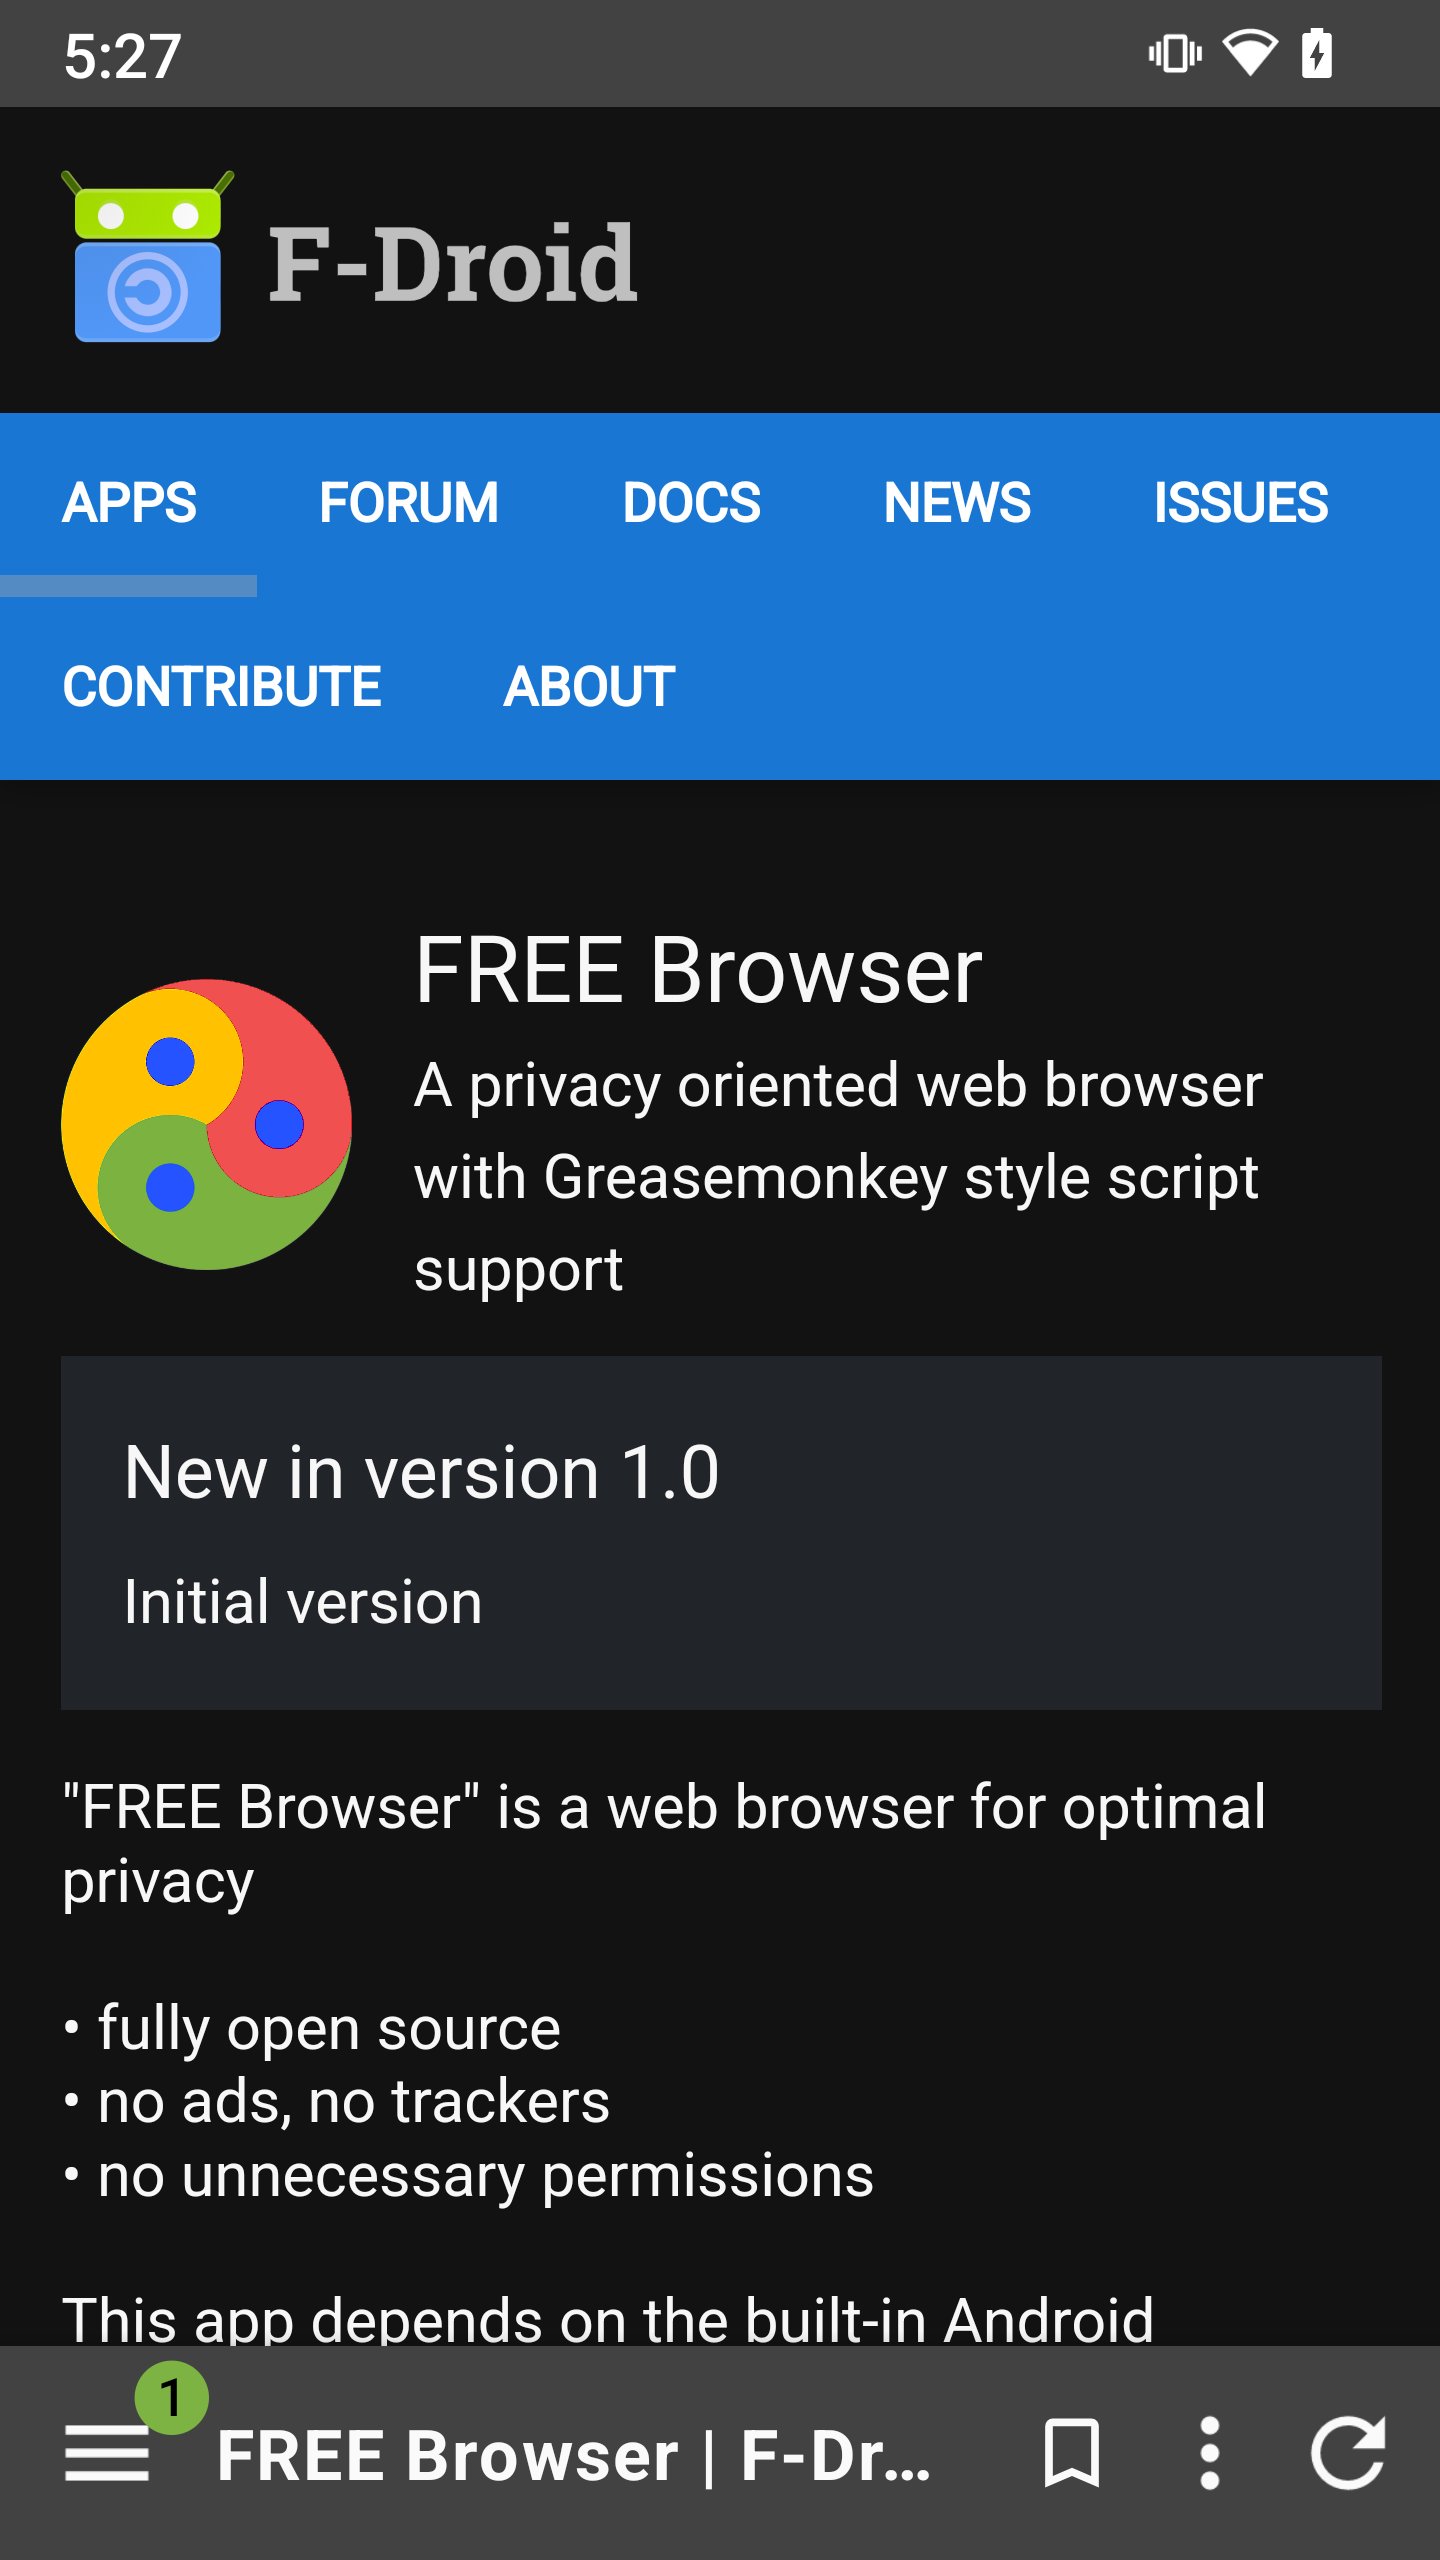 5:27
F-Droid
APPS FORUM DOCS NEWS ISSUES
CONTRIBUTE ABOUT
FREE Browser
A privacy oriented web browser
with Greasemonkey style script
support
New in version 1.0
Initial version
"FREE Browser" is a web browser for optimal
privacy
• fully open source
• no ads, no trackers
• no unnecessary permissions
This app depends on the built-in Android
1
FREE Browser | F-Dr...